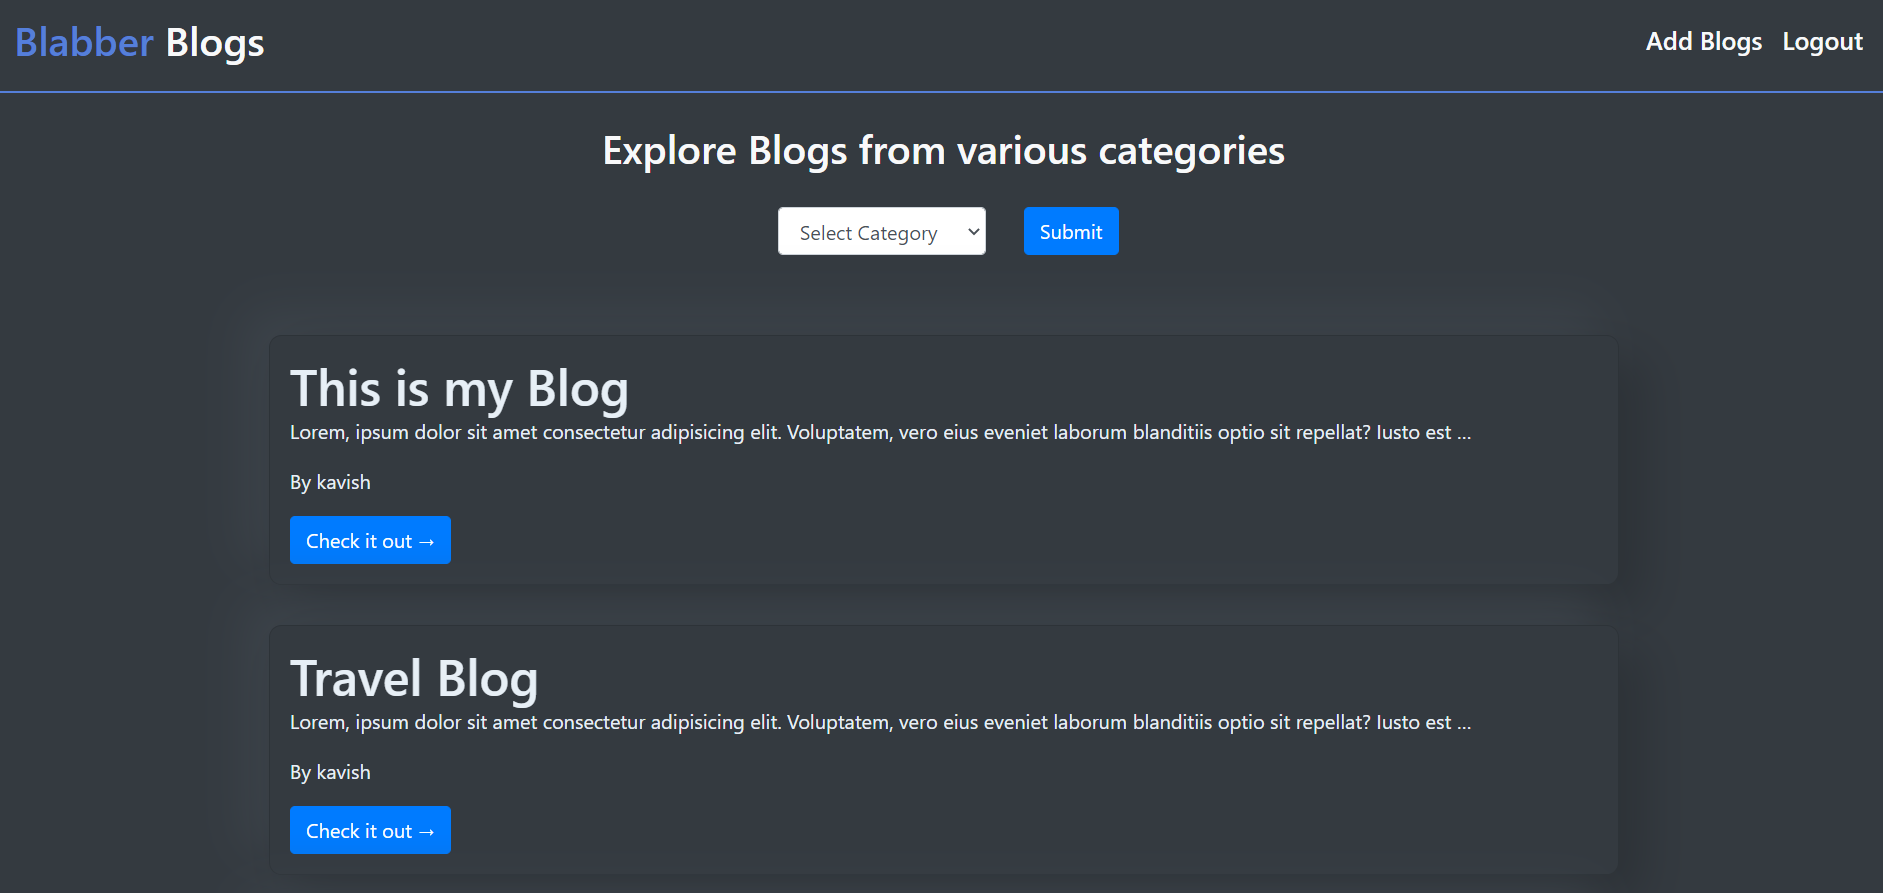 Blabber Blogs
Add Blogs Logout
Explore Blogs from various categories
Select Category
Submit
This is my Blog
Lorem, ipsum dolor sit amet consectetur adipisicing elit. Voluptatem, vero eius eveniet laborum blanditiis optio sit repellat? Iusto est ...
By kavish
Check it out →
Travel Blog
Lorem, ipsum dolor sit amet consectetur adipisicing elit. Voluptatem, vero eius eveniet laborum blanditiis optio sit repellat? Iusto est ...
By kavish
Check it out →